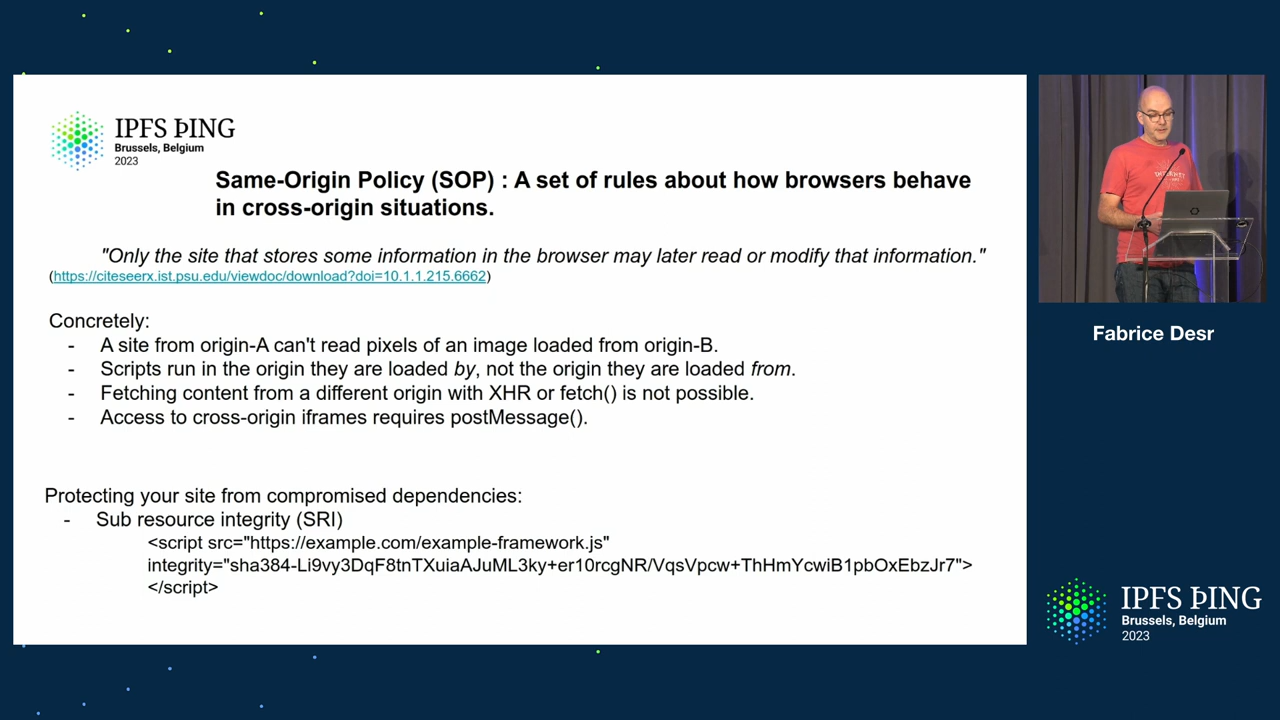 IPFS ÞING
Brussels, Belgium
2023
Same-Origin Policy (SOP) : A set of rules about how browsers behave
in cross-origin situations.
"Only the site that stores some information in the browser may later read or modify that information."
(https://citeseerx.ist.psu.edu/viewdoc/download?doi=10.1.1.215.6662)
Concretely:
- A site from origin-A can't read pixels of an image loaded from origin-B.
- Scripts run in the origin they are loaded by, not the origin they are loaded from.
- Fetching content from a different origin with XHR or fetch() is not possible.
- Access to cross-origin iframes requires postMessage().
Protecting your site from compromised dependencies:
- Sub resource integrity (SRI)
<script src="https://example.com/example-framework.js"
integrity="sha384-Li9vy3DqF8tnTXuiaAJuML3ky+er10rcgNR/VqsVpcw+ThHmYcwiB1pbOxEbzJr7">
</script>
Fabrice Desr
IPFS ÞING
Brussels, Belgium
2023